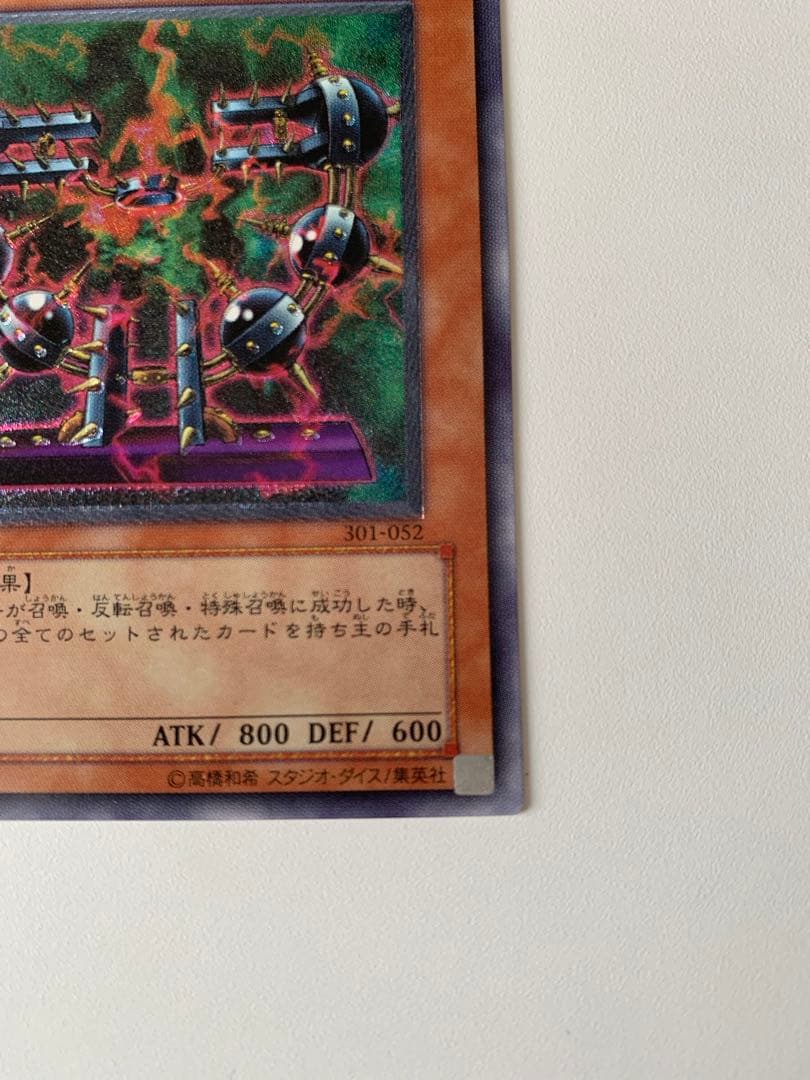 301-052
果】
が召喚・反転召喚・特殊召喚に成功した時、
の全てのセットされたカードを持ち主の手札
ATK/ 800 DEF/ 600
©高橋和希 スタジオ・ダイス/集英社